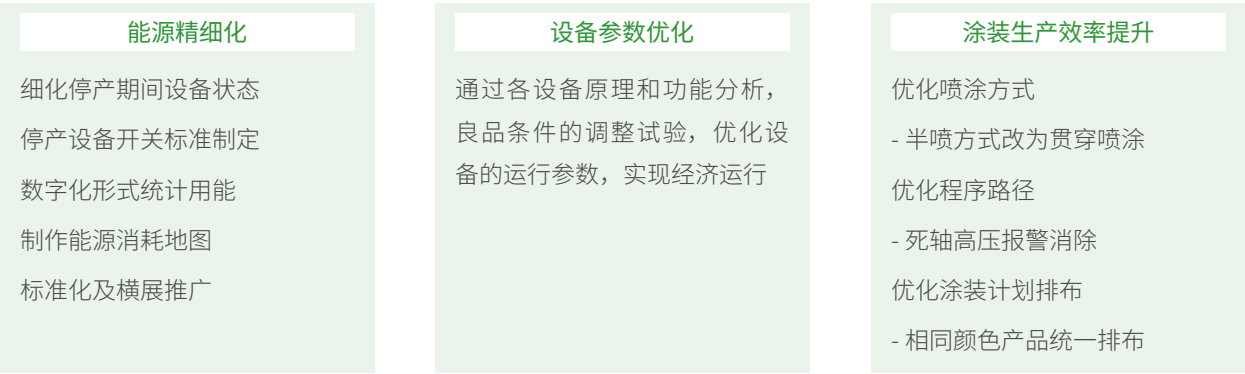 能源精细化
细化停产期间设备状态
停产设备开关标准制定
数字化形式统计用能
制作能源消耗地图
标准化及横展推广
设备参数优化
通过各设备原理和功能分析，
良品条件的调整试验，优化设
备的运行参数，实现经济运行
涂装生产效率提升
优化喷涂方式
- 半喷方式改为贯穿喷涂
优化程序路径
- 死轴高压报警消除
优化涂装计划排布
- 相同颜色产品统一排布